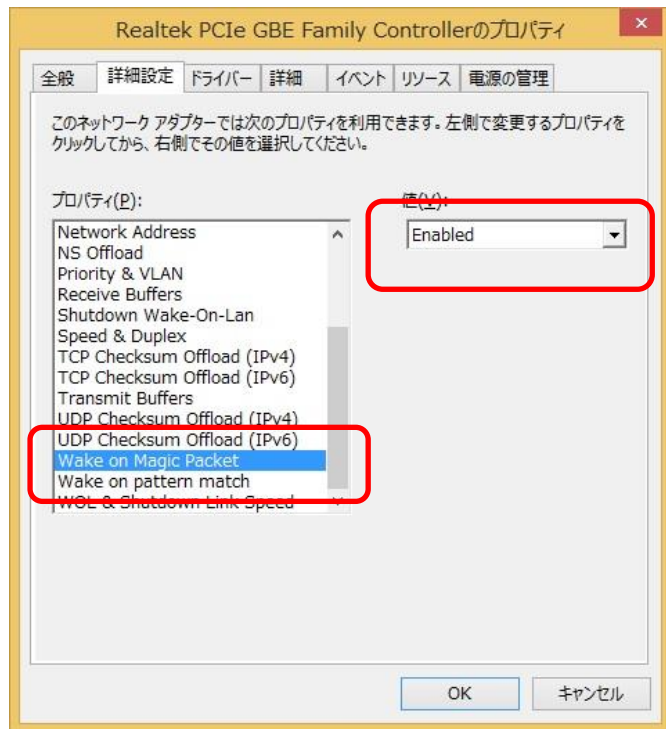 Realtek PCIe GBE Family Controllerのプロパティ
全般 詳細設定 ドライバー 詳細 イベント リソース 電源の管理
このネットワーク アダプターでは次のプロパティを利用できます。左側で変更するプロパティを
クリックしてから、右側でその値を選択してください。
プロパティ(P):
値(V):
Network Address
Enabled
NS Offload
Priority & VLAN
Receive Buffers
Shutdown Wake-On-Lan
Speed & Duplex
TCP Checksum Offload (IPv4)
TCP Checksum Offload (IPv6)
Transmit Buffers
UDP Checksum Offload (IPv4)
UDP Checksum Offload (IPv6)
Wake on Magic Packet
Wake on pattern match
WOL & Shutdown Link Speed
OK キャンセル